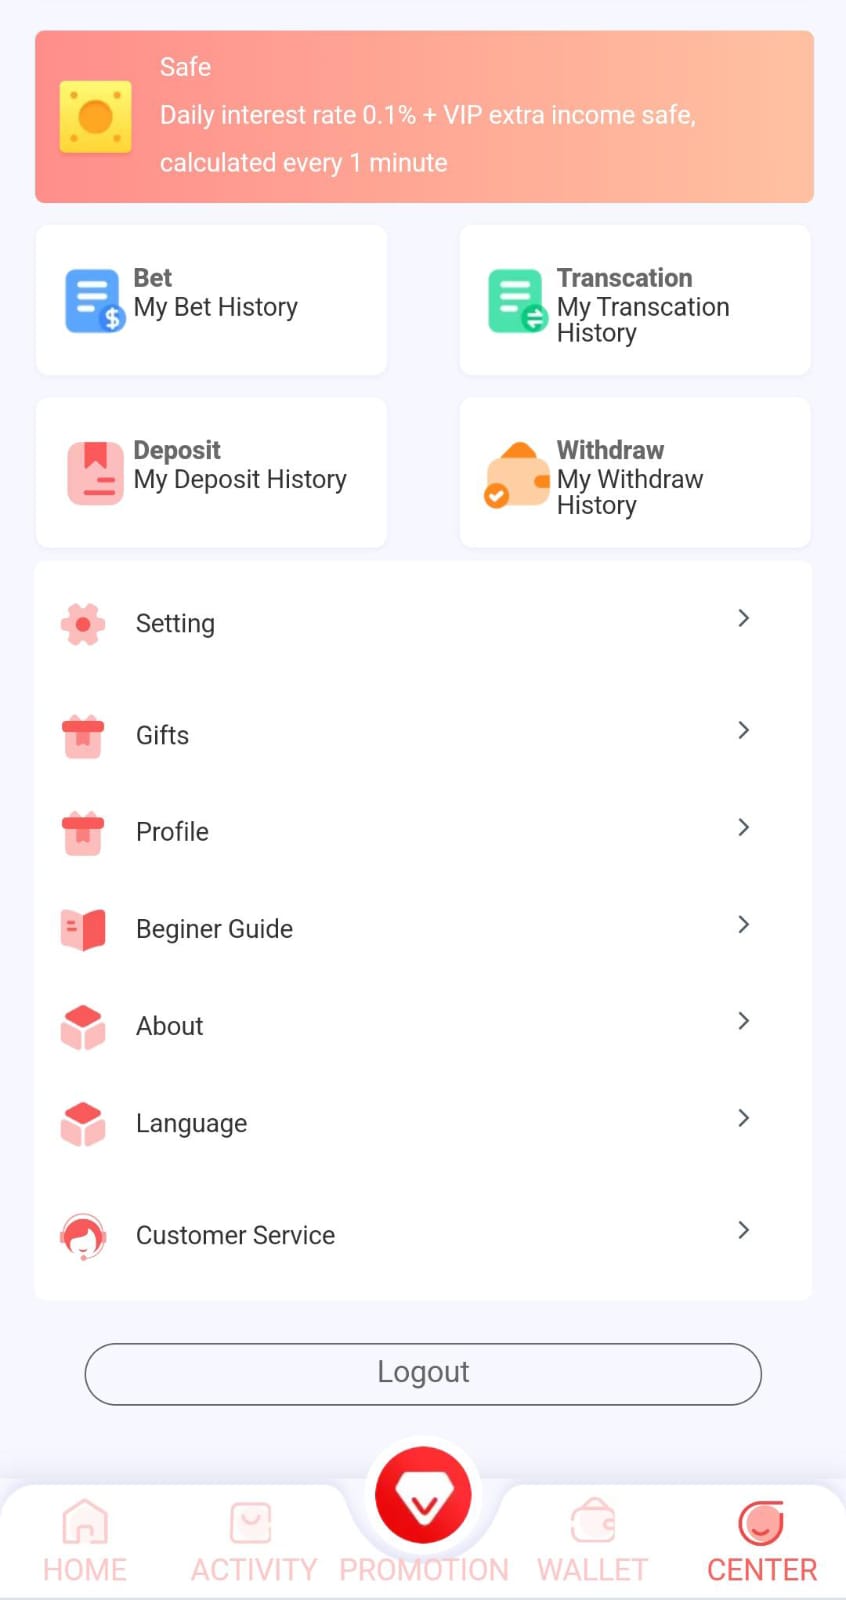 Safe
Daily interest rate 0.1% + VIP extra income safe,
calculated every 1 minute
Bet
My Bet History
Transcation
My Transcation
History
Deposit
My Deposit History
Withdraw
My Withdraw
History
Setting
Gifts
Profile
Beginer Guide
About
Language
Customer Service
Logout
HOME
ACTIVITY
PROMOTION
WALLET
CENTER